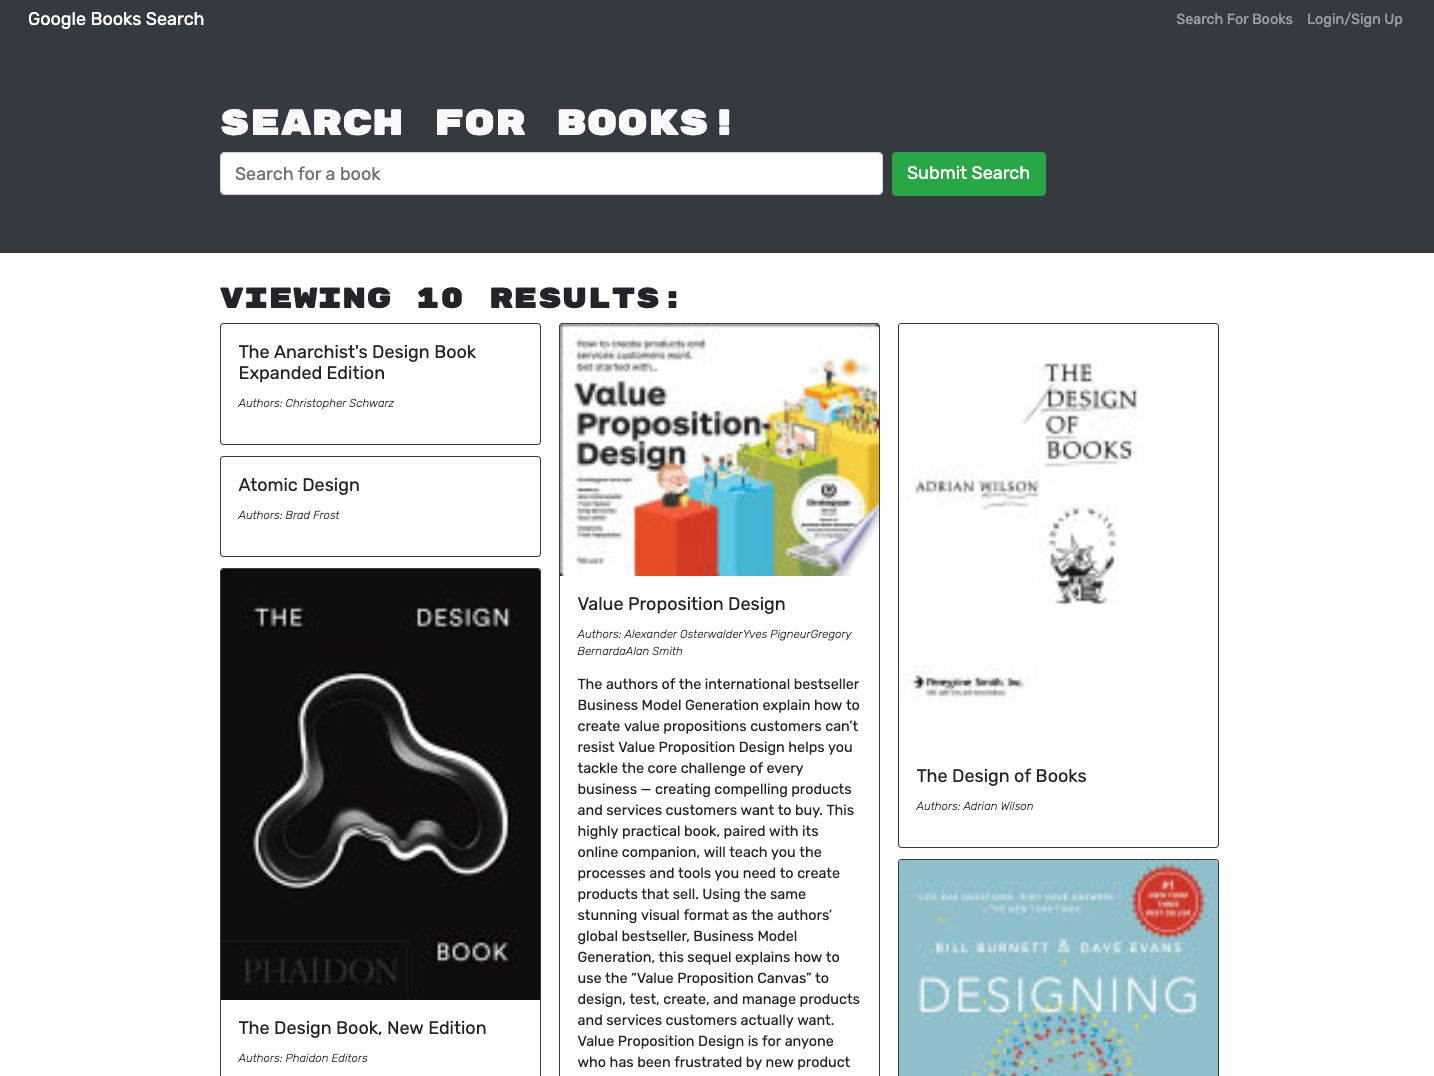 Google Books Search
Search For Books
Login/Sign Up
SEARCH FOR BOOKS!
Search for a book
Submit Search
VIEWING 10 RESULTS:
The Anarchist's Design Book
Expanded Edition
Authors: Christopher Schwarz
Atomic Design
Authors: Brad Frost
THE DESIGN
BOOK
PHAIDON
The Design Book, New Edition
Authors: Phaidon Editors
how to create products and
services customers want.
Get started with...
Value
Proposition
Design
Strategyzer
Value Proposition Design
Authors: Alexander OsterwalderYves PigneurGregory
BernardaAlan Smith
The authors of the international bestseller
Business Model Generation explain how to
create value propositions customers can’t
resist Value Proposition Design helps you
tackle the core challenge of every
business — creating compelling products
and services customers want to buy. This
highly practical book, paired with its
online companion, will teach you the
processes and tools you need to create
products that sell. Using the same
stunning visual format as the authors’
global bestseller, Business Model
Generation, this sequel explains how to
use the “Value Proposition Canvas” to
design, test, create, and manage products
and services customers actually want.
Value Proposition Design is for anyone
who has been frustrated by new product
THE
DESIGN
OF
BOOKS
ADRIAN WILSON
ADRIAN WILSON
Peregrine Smith, Inc.
The Design of Books
Authors: Adrian Wilson
#1
NEW YORK
TIMES
BEST SELLER
BILL BURNETT & DAVE EVANS
DESIGNING